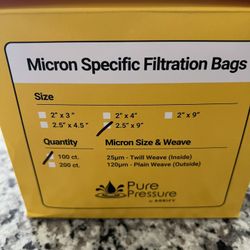 Micron Specific Filtration Bags
Size
2" x 3" 2" x 4" 2" x 9"
2.5" x 4.5" 2.5" x 9"
Quantity Micron Size & Weave
100 ct. 25µm - Twill Weave (Inside)
200 ct. 120µm - Plain Weave (Outside)
Pure
Pressure